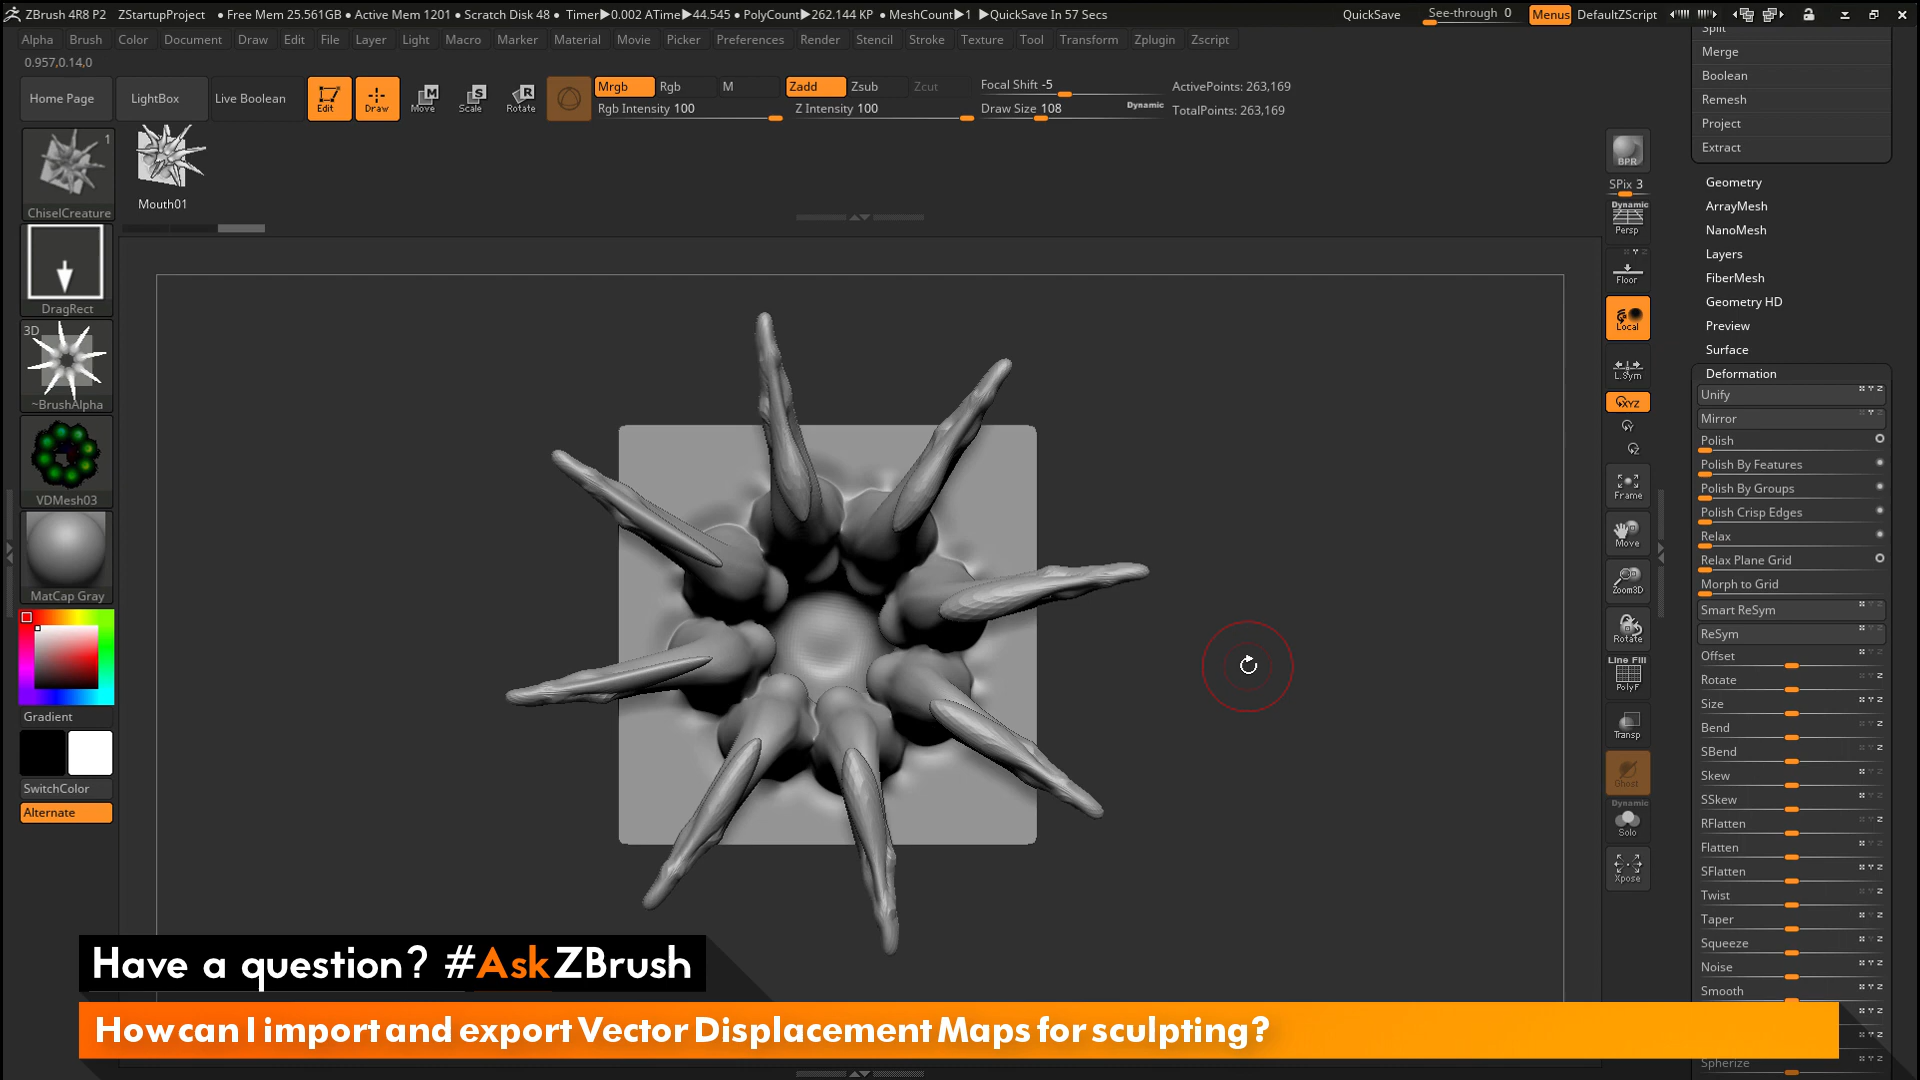 ZBrush 4R8 P2 ZStartupProject ● Free Mem 25.561GB ● Active Mem 1201 ● Scratch Disk 48 ● Timer▶0.002 ATime▶44.545 ● PolyCount▶262.144 KP ● MeshCount▶1 ▶QuickSave In 57 Secs QuickSave See-through 0 Menus DefaultZScript
Alpha Brush Color Document Draw Edit File Layer Light Macro Marker Material Movie Picker Preferences Render Stencil Stroke Texture Tool Transform Zplugin Zscript
0.957,0.14,0
Home Page LightBox Live Boolean
Edit Draw Move Scale Rotate
Mrgb Rgb M Zadd Zsub Zcut
Rgb Intensity 100 Z Intensity 100
Focal Shift -5
Draw Size 108 Dynamic
ActivePoints: 263,169
TotalPoints: 263,169
1
ChiselCreature
Mouth01
DragRect
3D
~BrushAlpha
VDMesh03
MatCap Gray
Gradient
SwitchColor
Alternate
BPR
SPix 3
Dynamic
Persp
Floor
Local
L.Sym
XYZ
Frame
Move
Zoom3D
Rotate
Line Fill
PolyF
Transp
Ghost
Dynamic
Solo
Xpose
Split
Merge
Boolean
Remesh
Project
Extract
Geometry
ArrayMesh
NanoMesh
Layers
FiberMesh
Geometry HD
Preview
Surface
Deformation
Unify
Mirror
Polish
Polish By Features
Polish By Groups
Polish Crisp Edges
Relax
Relax Plane Grid
Morph to Grid
Smart ReSym
ReSym
Offset
Rotate
Size
Bend
SBend
Skew
SSkew
RFlatten
Flatten
SFlatten
Twist
Taper
Squeeze
Noise
Smooth
Spherize
Have a question? #AskZBrush
How can I import and export Vector Displacement Maps for sculpting?